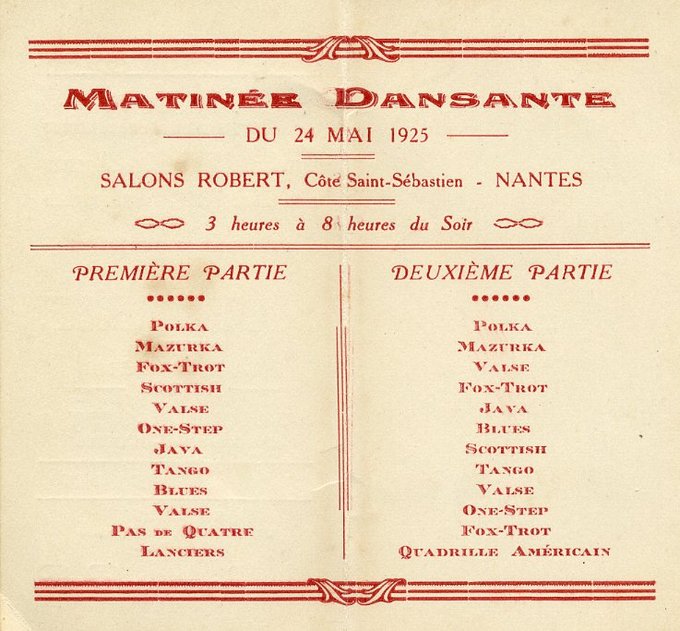 MATINÉE DANSANTE
DU 24 MAI 1925
SALONS ROBERT, Côte Saint-Sébastien - NANTES
3 heures à 8 heures du Soir
PREMIÈRE PARTIE
POLKA
MAZURKA
FOX-TROT
SCOTTISH
VALSE
ONE-STEP
JAVA
TANGO
BLUES
VALSE
PAS DE QUATRE
LANCIERS
DEUXIÈME PARTIE
POLKA
MAZURKA
VALSE
FOX-TROT
JAVA
BLUES
SCOTTISH
TANGO
VALSE
ONE-STEP
FOX-TROT
QUADRILLE AMÉRICAIN